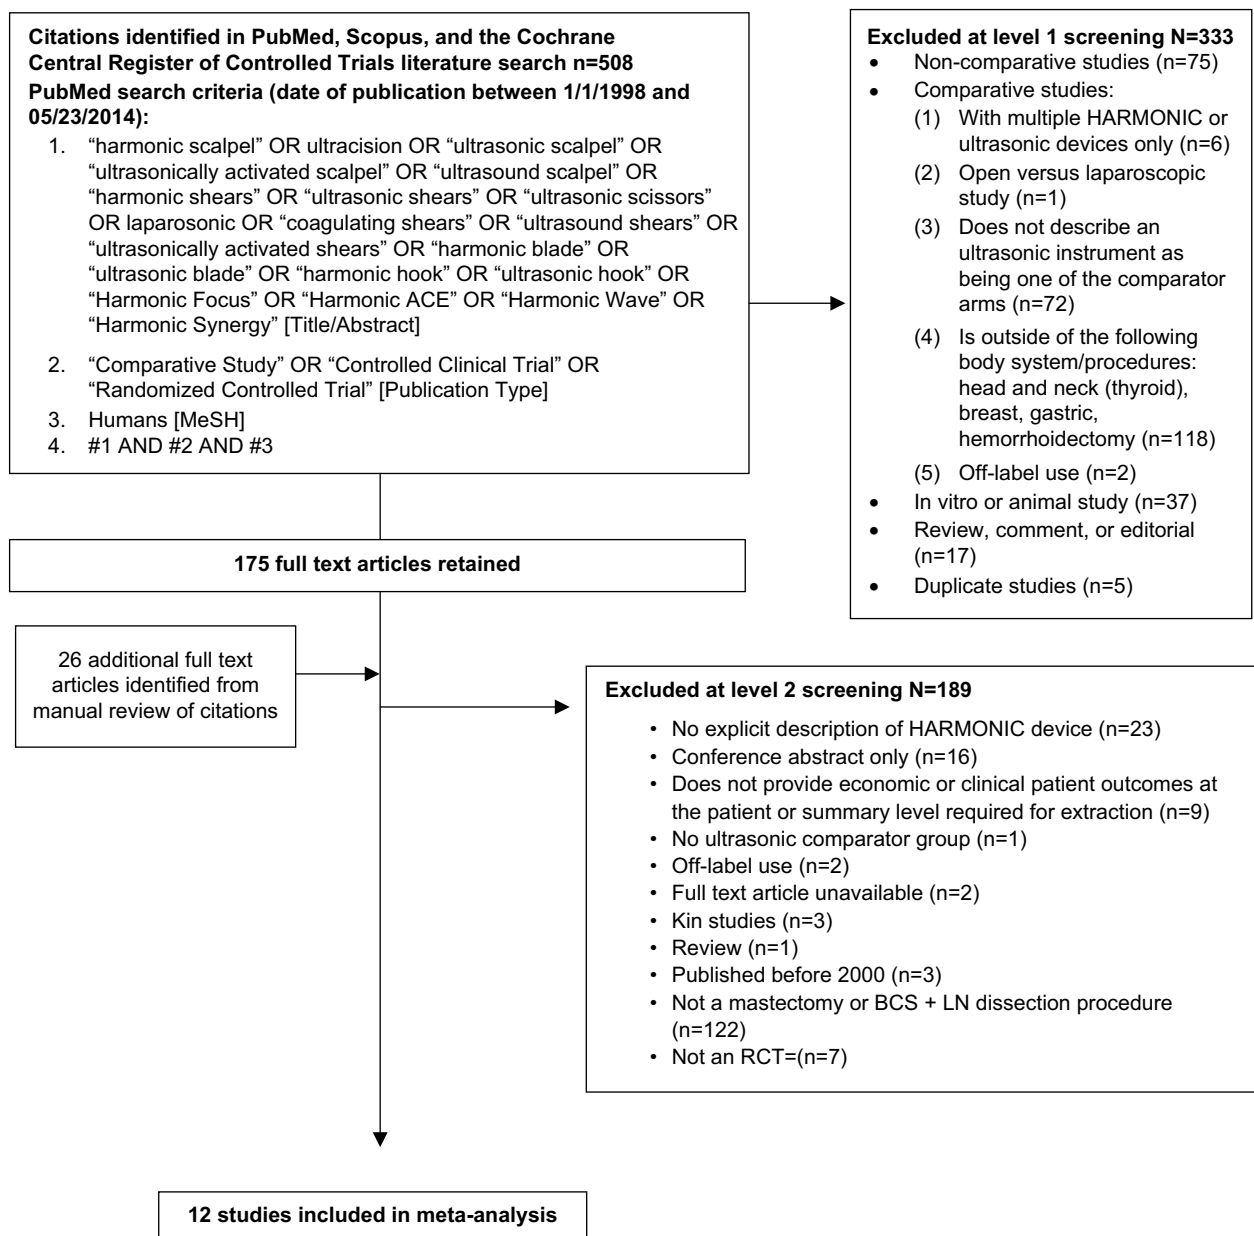 Citations identified in PubMed, Scopus, and the Cochrane
Central Register of Controlled Trials literature search n=508
PubMed search criteria (date of publication between 1/1/1998 and
05/23/2014):
1. “harmonic scalpel” OR ultracision OR “ultrasonic scalpel” OR
“ultrasonically activated scalpel” OR “ultrasound scalpel” OR
“harmonic shears” OR “ultrasonic shears” OR “ultrasonic scissors”
OR laparosonic OR “coagulating shears” OR “ultrasound shears” OR
“ultrasonically activated shears” OR “harmonic blade” OR
“ultrasonic blade” OR “harmonic hook” OR “ultrasonic hook” OR
“Harmonic Focus” OR “Harmonic ACE” OR “Harmonic Wave” OR
“Harmonic Synergy” [Title/Abstract]
2. “Comparative Study” OR “Controlled Clinical Trial” OR
“Randomized Controlled Trial” [Publication Type]
3. Humans [MeSH]
4. #1 AND #2 AND #3
Excluded at level 1 screening N=333
• Non-comparative studies (n=75)
• Comparative studies:
(1) With multiple HARMONIC or
ultrasonic devices only (n=6)
(2) Open versus laparoscopic
study (n=1)
(3) Does not describe an
ultrasonic instrument as
being one of the comparator
arms (n=72)
(4) Is outside of the following
body system/procedures:
head and neck (thyroid),
breast, gastric,
hemorrhoidectomy (n=118)
(5) Off-label use (n=2)
• In vitro or animal study (n=37)
• Review, comment, or editorial
(n=17)
• Duplicate studies (n=5)
175 full text articles retained
26 additional full text
articles identified from
manual review of citations
Excluded at level 2 screening N=189
• No explicit description of HARMONIC device (n=23)
• Conference abstract only (n=16)
• Does not provide economic or clinical patient outcomes at
the patient or summary level required for extraction (n=9)
• No ultrasonic comparator group (n=1)
• Off-label use (n=2)
• Full text article unavailable (n=2)
• Kin studies (n=3)
• Review (n=1)
• Published before 2000 (n=3)
• Not a mastectomy or BCS + LN dissection procedure
(n=122)
• Not an RCT=(n=7)
12 studies included in meta-analysis